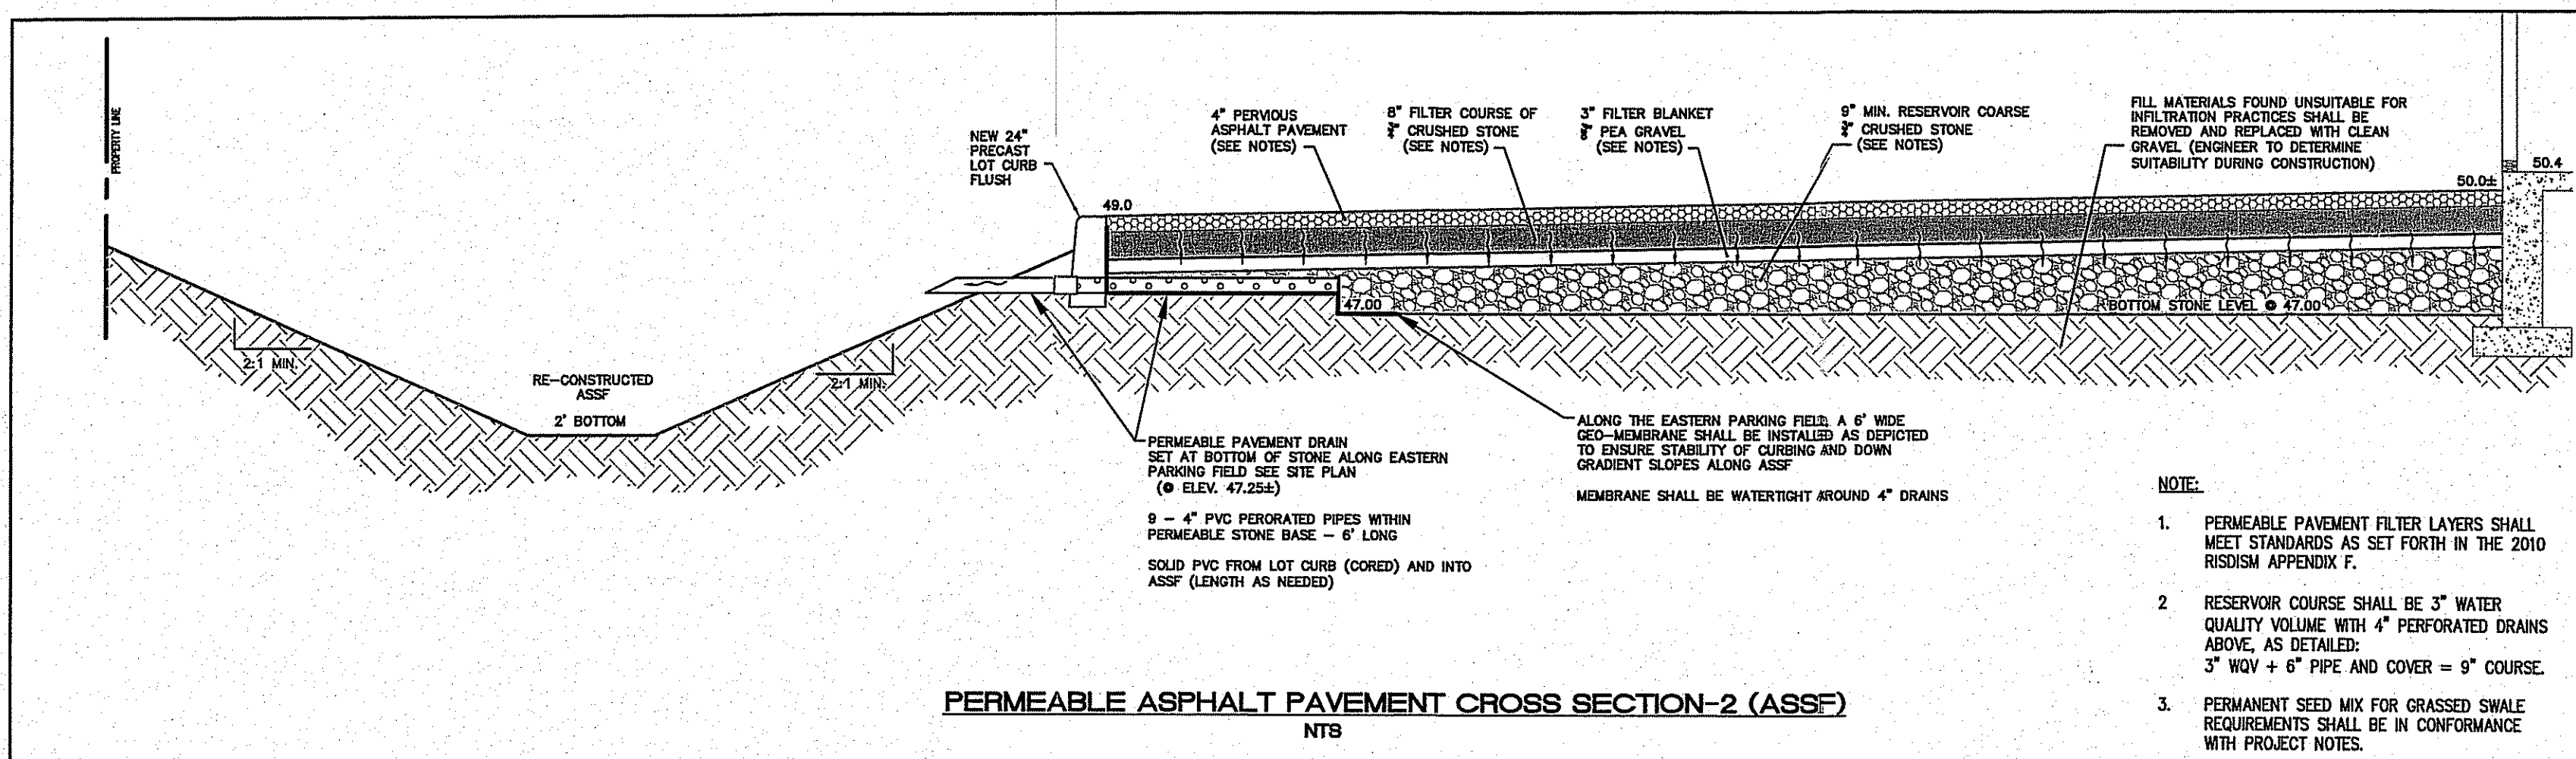 PROPERTY LINE
NEW 24"
PRECAST
LOT CURB
FLUSH
49.0
4" PERVIOUS
ASPHALT PAVEMENT
(SEE NOTES)
8" FILTER COURSE OF
CRUSHED STONE
(SEE NOTES)
3" FILTER BLANKET
PEA GRAVEL
(SEE NOTES)
9" MIN. RESERVOIR COARSE
CRUSHED STONE
(SEE NOTES)
FILL MATERIALS FOUND UNSUITABLE FOR
INFILTRATION PRACTICES SHALL BE
REMOVED AND REPLACED WITH CLEAN
GRAVEL (ENGINEER TO DETERMINE
SUITABILITY DURING CONSTRUCTION)
50.4
50.0±
47.00
BOTTOM STONE LEVEL @ 47.00
2:1 MIN.
RE-CONSTRUCTED
ASSF
2' BOTTOM
2:1 MIN.
PERMEABLE PAVEMENT DRAIN
SET AT BOTTOM OF STONE ALONG EASTERN
PARKING FIELD SEE SITE PLAN
(@ ELEV. 47.25±)
9 - 4" PVC PERORATED PIPES WITHIN
PERMEABLE STONE BASE - 6' LONG
SOLID PVC FROM LOT CURB (CORED) AND INTO
ASSF (LENGTH AS NEEDED)
ALONG THE EASTERN PARKING FIELD, A 6' WIDE
GEO-MEMBRANE SHALL BE INSTALLED AS DEPICTED
TO ENSURE STABILITY OF CURBING AND DOWN
GRADIENT SLOPES ALONG ASSF
MEMBRANE SHALL BE WATERTIGHT AROUND 4" DRAINS
NOTE:
1. PERMEABLE PAVEMENT FILTER LAYERS SHALL
MEET STANDARDS AS SET FORTH IN THE 2010
RISDISM APPENDIX F.
2 RESERVOIR COURSE SHALL BE 3" WATER
QUALITY VOLUME WITH 4" PERFORATED DRAINS
ABOVE, AS DETAILED:
3" WQV + 6" PIPE AND COVER = 9" COURSE.
3. PERMANENT SEED MIX FOR GRASSED SWALE
REQUIREMENTS SHALL BE IN CONFORMANCE
WITH PROJECT NOTES.
PERMEABLE ASPHALT PAVEMENT CROSS SECTION-2 (ASSF)
NTS